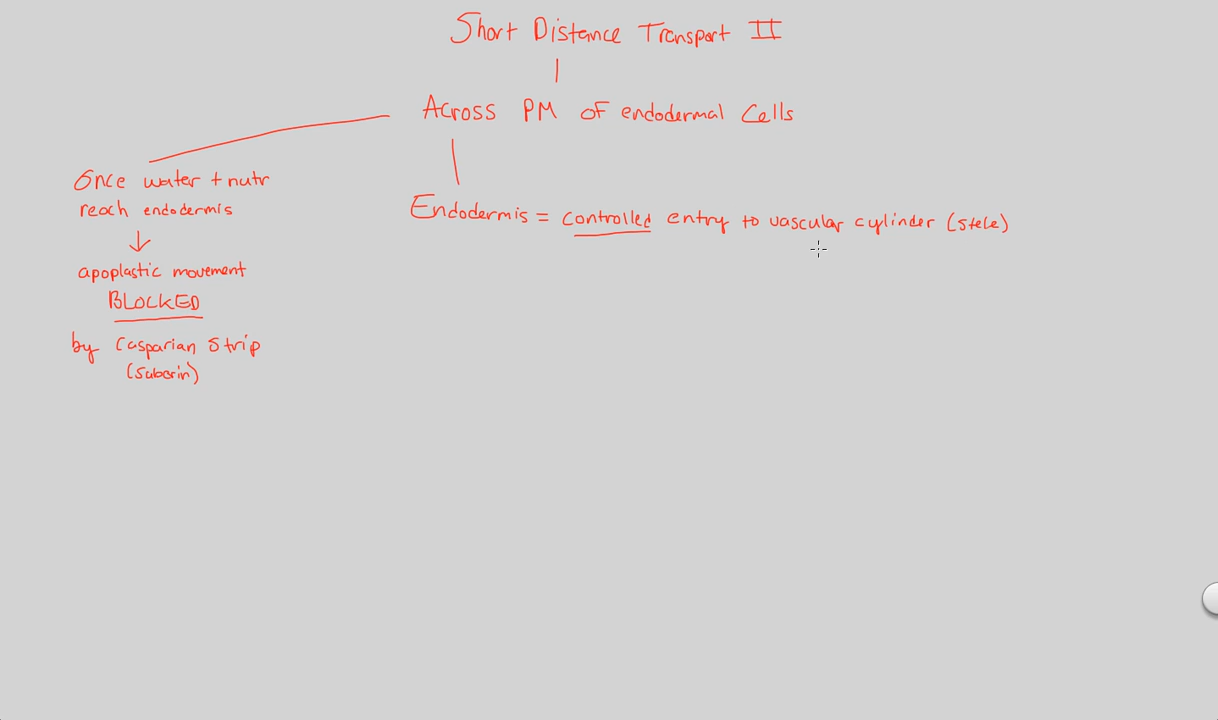 Short Distance Transport II
Across PM of endodermal Cells
Once water + nutr
reach endodermis
apoplastic movement
BLOCKED
by Casparian Strip
(Suberin)
Endodermis = controlled entry to vascular cylinder (stele)